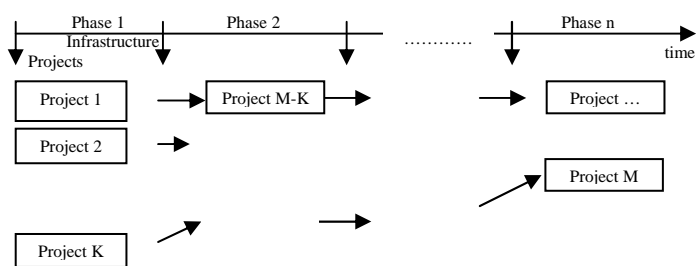 Phase 1
Phase 2
Phase n
Infrastructure
…………
time
Projects
Project 1
Project M-K
Project …
Project 2
Project M
Project K